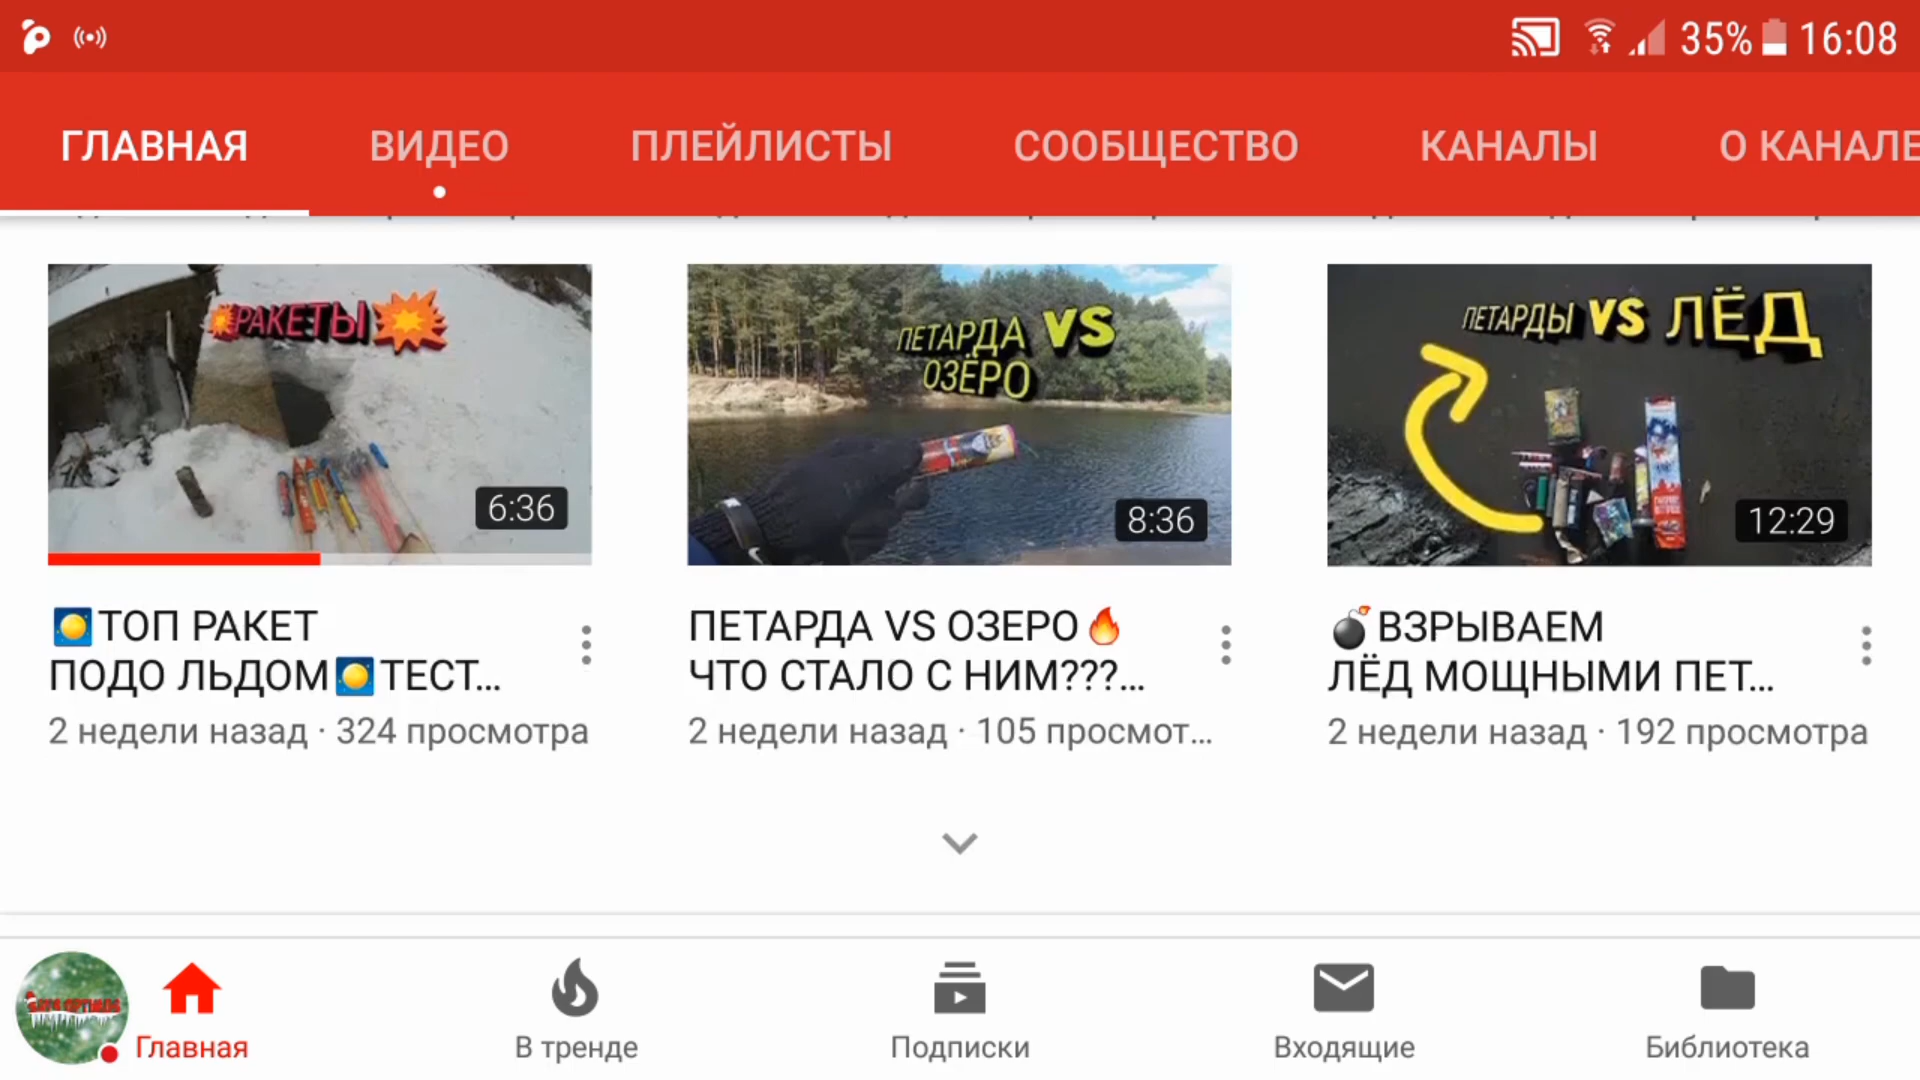 35% 16:08
ГЛАВНАЯ ВИДЕО ПЛЕЙЛИСТЫ СООБЩЕСТВО КАНАЛЫ О КАНАЛЕ
РАКЕТЫ
6:36
ПЕТАРДА VS
ОЗЁРО
8:36
ПЕТАРДЫ VS ЛЁД
12:29
ТОП РАКЕТ
ПОДО ЛЬДОМ ТЕСТ...
2 недели назад · 324 просмотра
ПЕТАРДА VS ОЗЕРО🔥
ЧТО СТАЛО С НИМ???...
2 недели назад · 105 просмот...
💣ВЗРЫВАЕМ
ЛЁД МОЩНЫМИ ПЕТ...
2 недели назад · 192 просмотра
Главная В тренде Подписки Входящие Библиотека